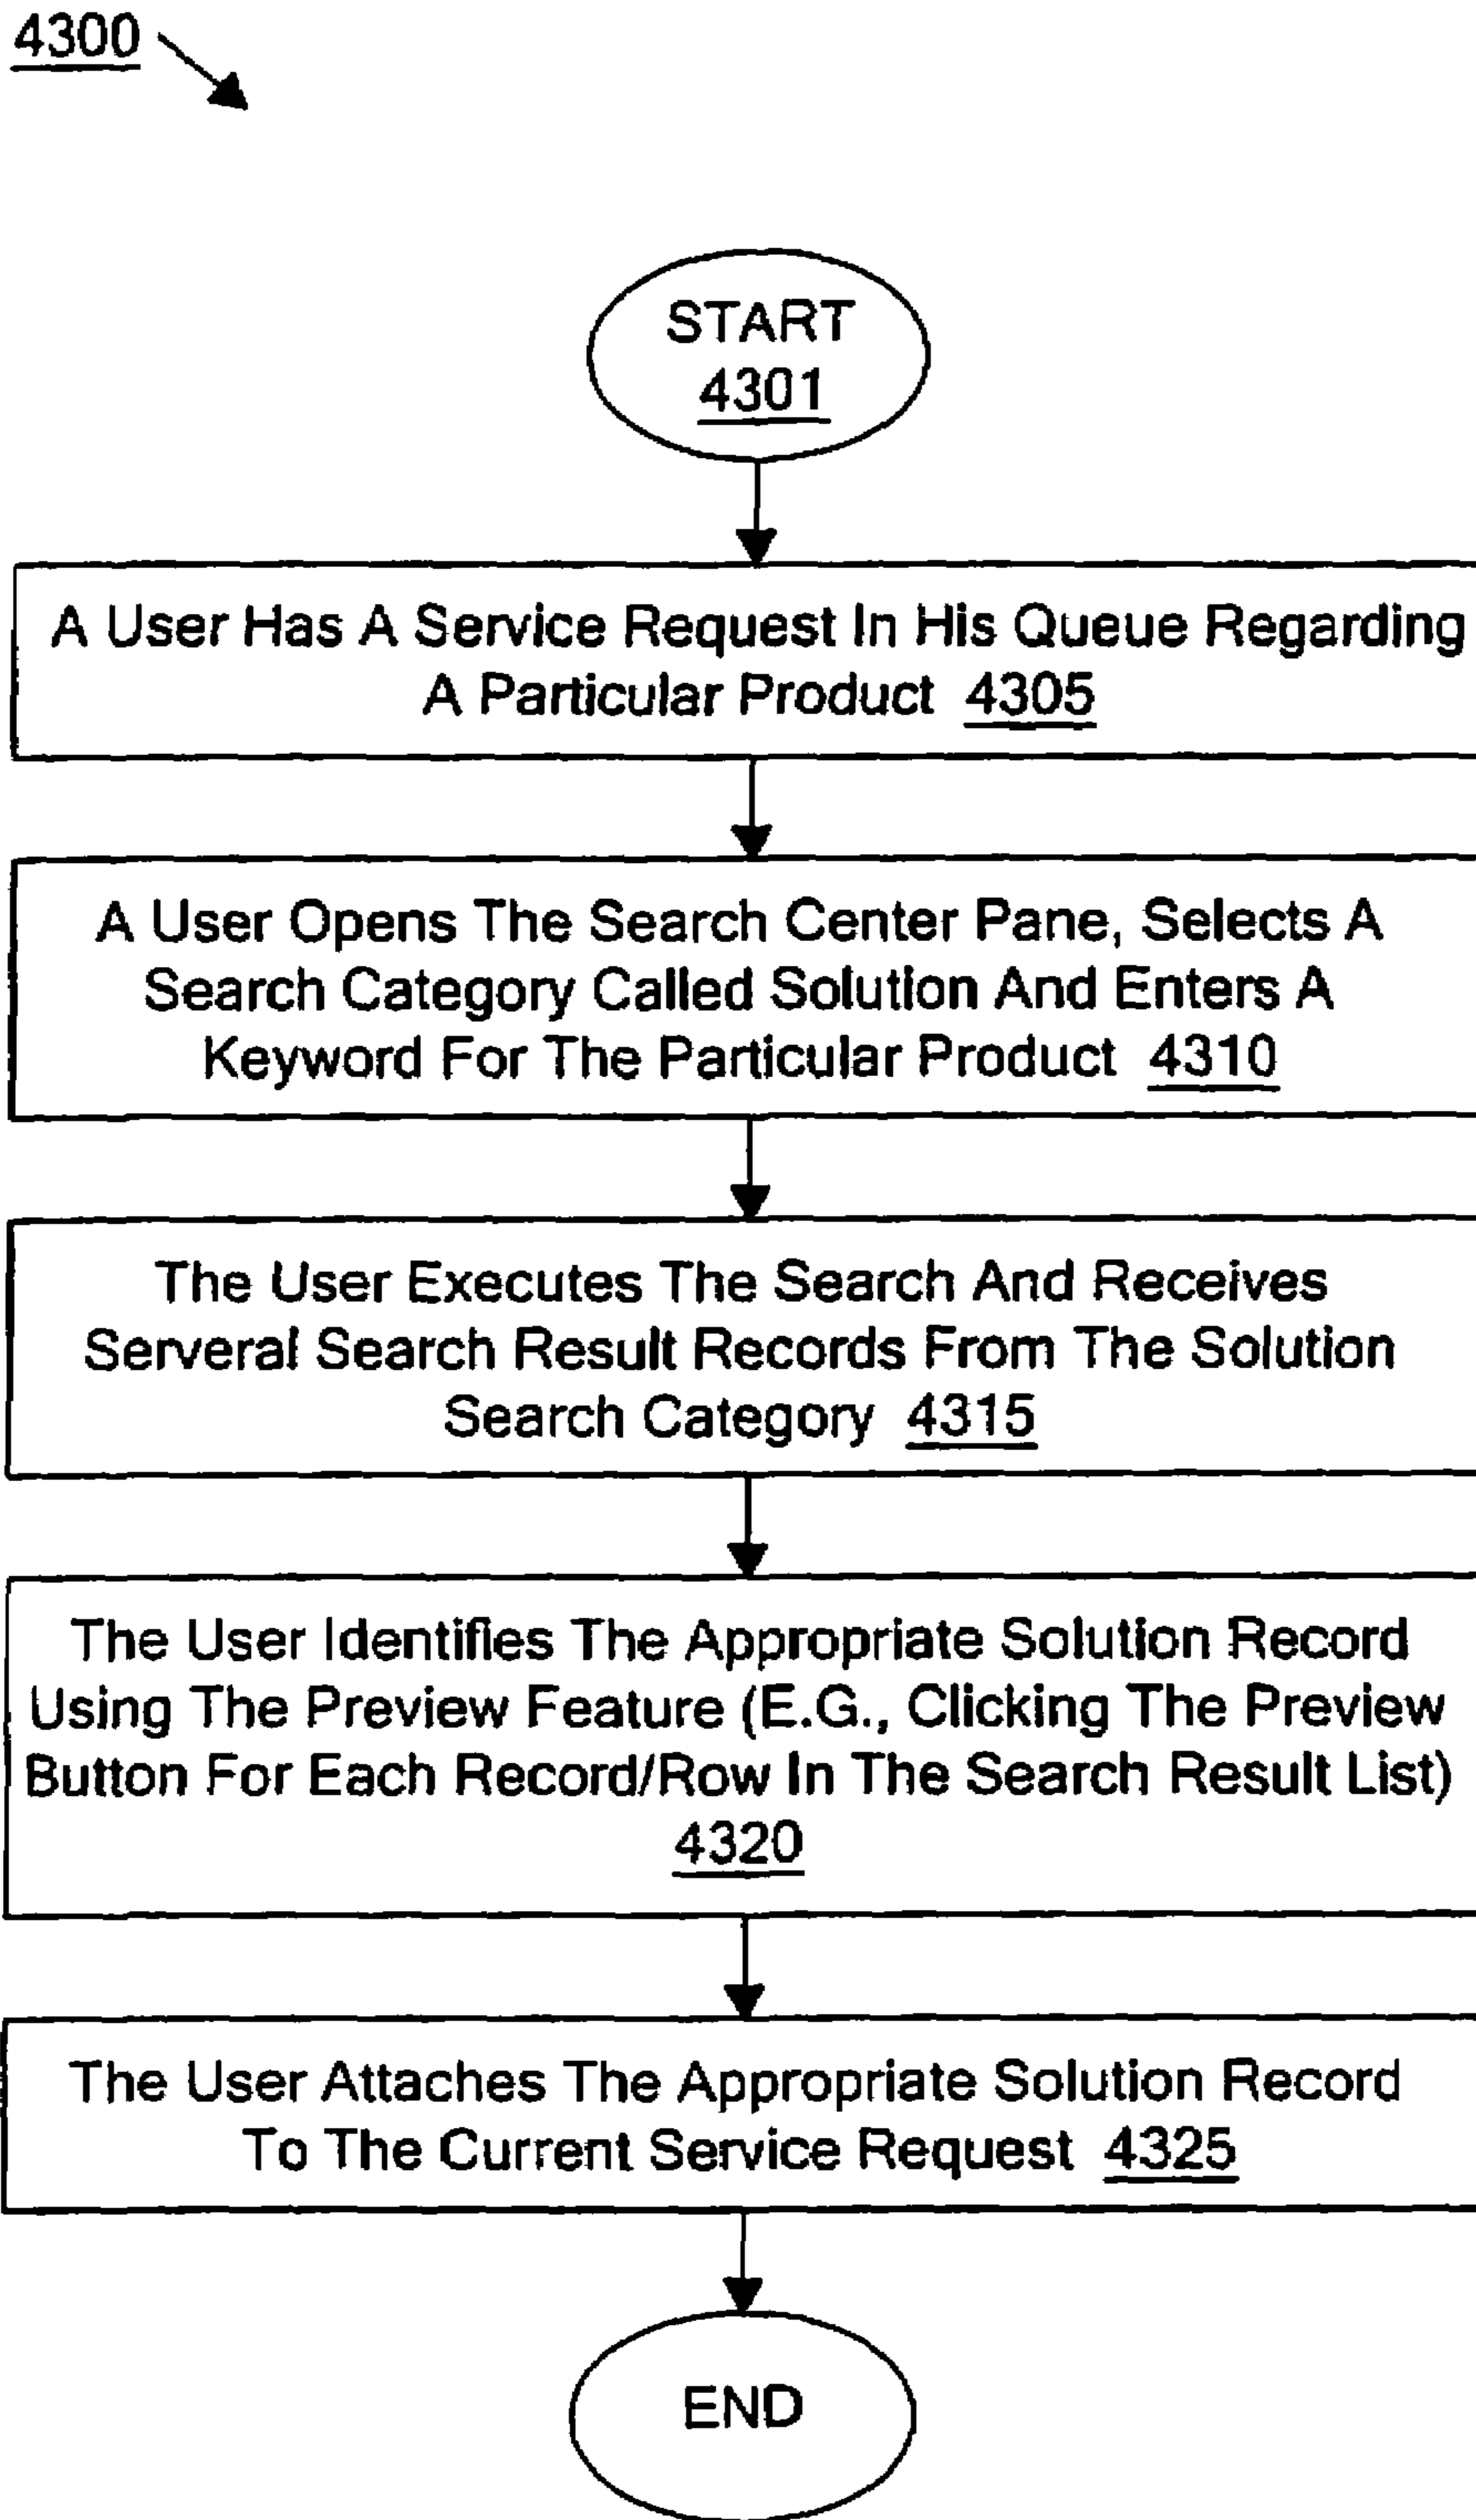 4300
START
4301
A User Has A Service Request In His Queue Regarding
A Particular Product 4305
A User Opens The Search Center Pane, Selects A
Search Category Called Solution And Enters A
Keyword For The Particular Product 4310
The User Executes The Search And Receives
Serveral Search Result Records From The Solution
Search Category 4315
The User Identifies The Appropriate Solution Record
Using The Preview Feature (E.G., Clicking The Preview
Button For Each Record/Row In The Search Result List)
4320
The User Attaches The Appropriate Solution Record
To The Current Service Request 4325
END